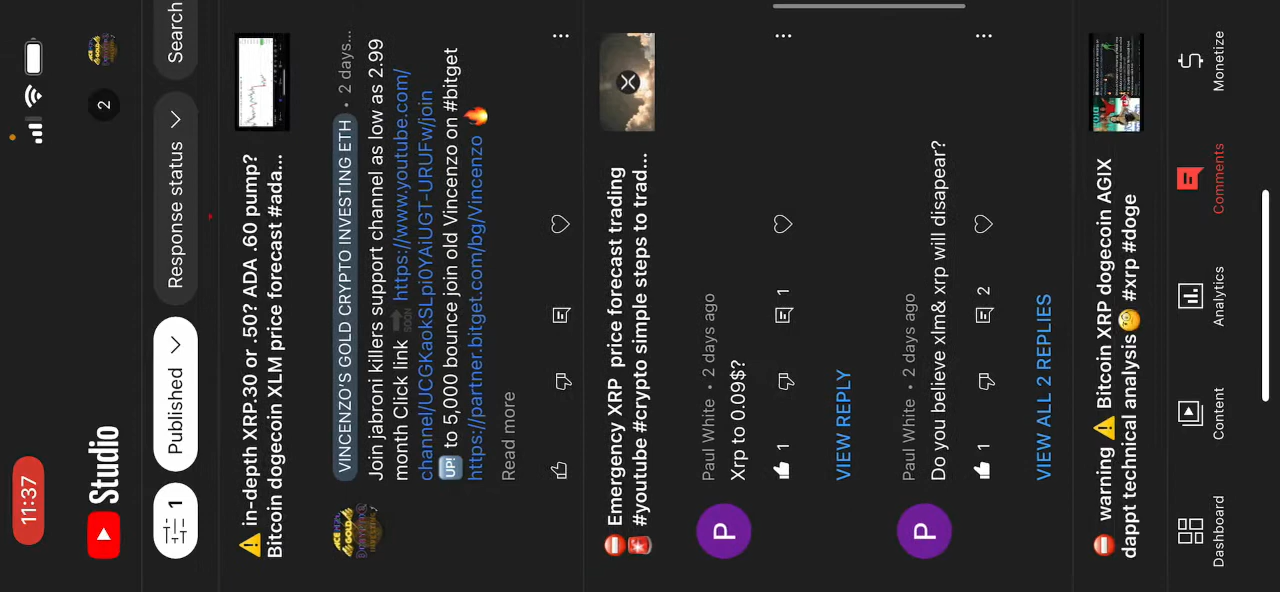 11:37
Studio
2
1
Published
Response status
Search
in-depth XRP.30 or .50? ADA .60 pump?
Bitcoin dogecoin XLM price forecast #ada...
VINCENZO'S GOLD CRYPTO INVESTING ETH • 2 days...
Join jabroni killers support channel as low as 2.99
month Click link 🔜 https://www.youtube.com/
channel/UCGKaokSLpi0YAiUGT-URUFw/join
🆙 to 5,000 bounce join old Vincenzo on #bitget
https://partner.bitget.com/bg/Vincenzo 🔥
Read more
Emergency XRP price forecast trading
#youtube #crypto simple steps to trad...
P
Paul White • 2 days ago
Xrp to 0.09$?
1
1
VIEW REPLY
P
Paul White • 2 days ago
Do you believe xlm& xrp will disapear?
1
2
VIEW ALL 2 REPLIES
warning ⚠️ Bitcoin XRP dogecoin AGIX
dappt technical analysis 🤓 #xrp #doge
Dashboard
Content
Analytics
Comments
Monetize